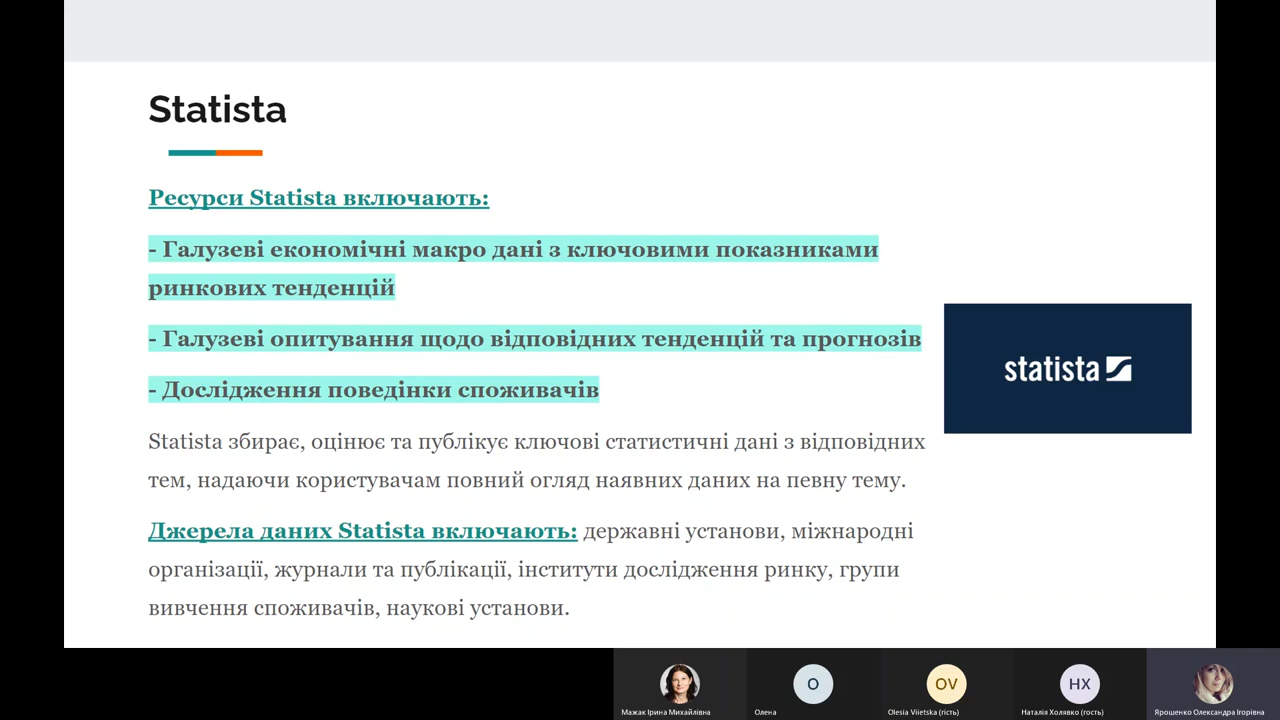 Statista
Ресурси Statista включають:
- Галузеві економічні макро дані з ключовими показниками
ринкових тенденцій
- Галузеві опитування щодо відповідних тенденцій та прогнозів
- Дослідження поведінки споживачів
statista
Statista збирає, оцінює та публікує ключові статистичні дані з відповідних
тем, надаючи користувачам повний огляд наявних даних на певну тему.
Джерела даних Statista включають: державні установи, міжнародні
організації, журнали та публікації, інститути дослідження ринку, групи
вивчення споживачів, наукові установи.
О
OV
НХ
Мажак Ірина Михайлівна
Олена
Olesia Viietska (гість)
Наталія Холявко (гость)
Ярошенко Олександра Ігорівна